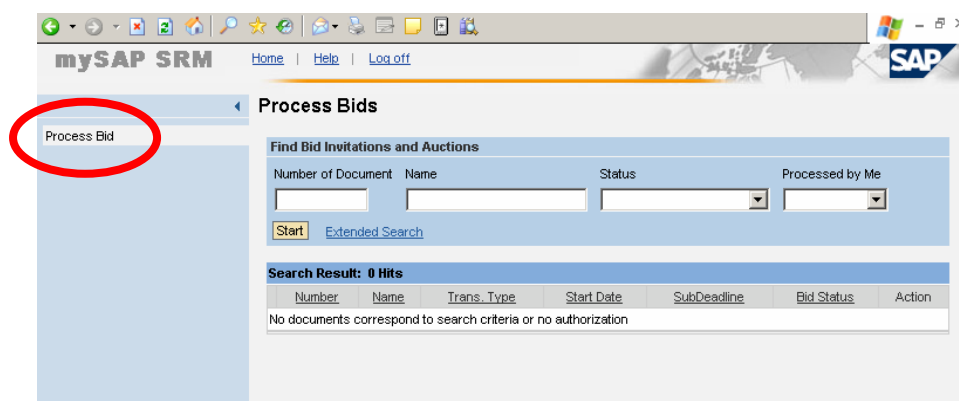 mySAP SRM
Home | Help | Log off
SAP
Process Bids
Process Bid
Find Bid Invitations and Auctions
Number of Document Name Status Processed by Me
Start Extended Search
Search Result: 0 Hits
Number Name Trans. Type Start Date SubDeadline Bid Status Action
No documents correspond to search criteria or no authorization